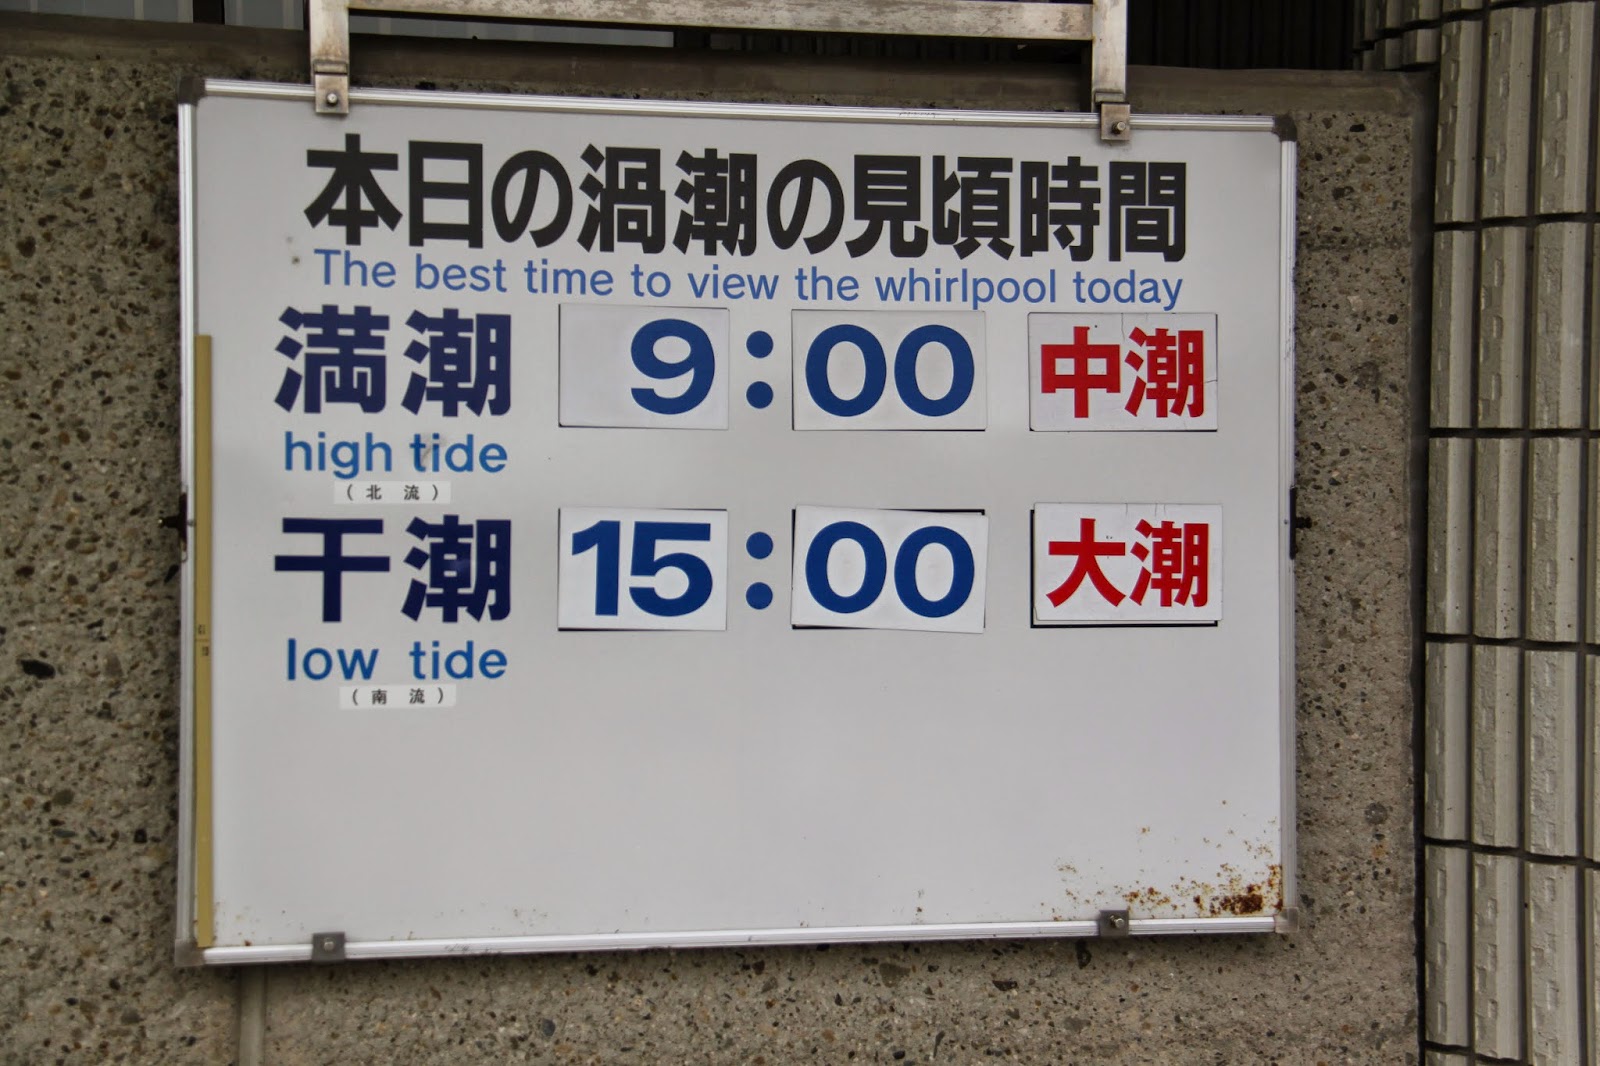 本日の渦潮の見頃時間
The best time to view the whirlpool today
満潮 9:00 中潮
high tide
(北流)
干潮 15:00 大潮
low tide
(南流)